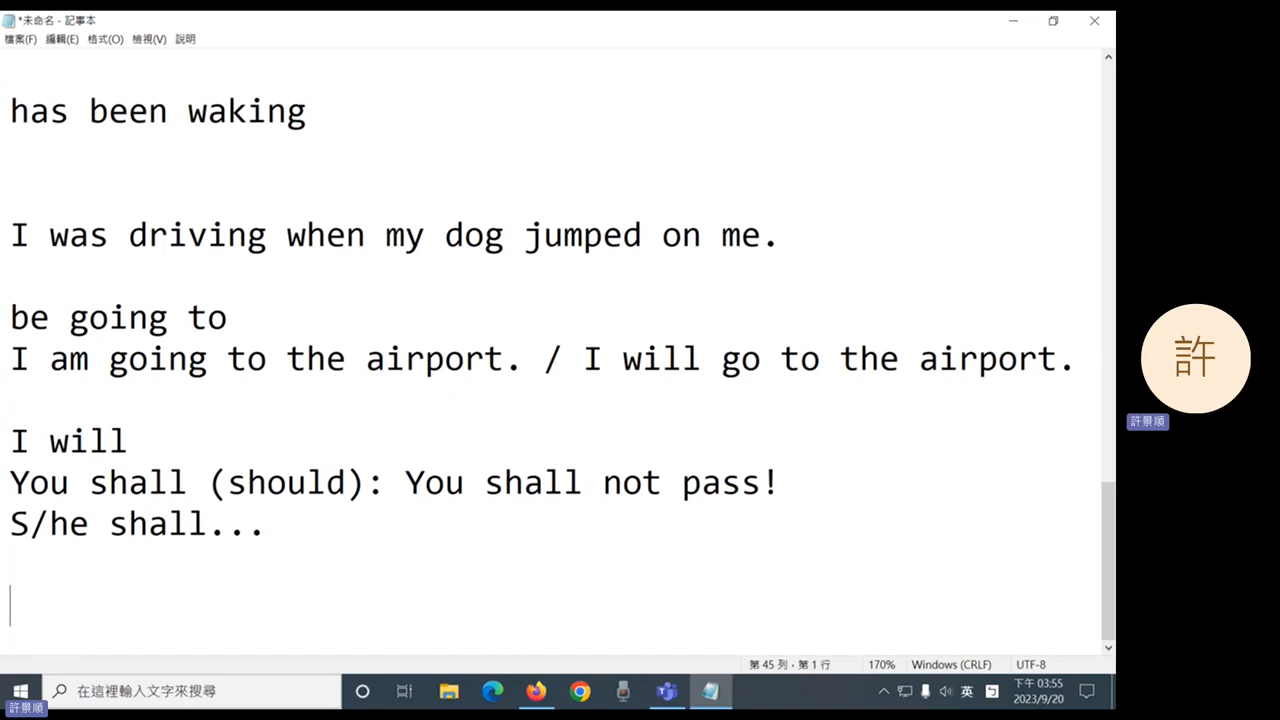 *未命名 - 記事本
檔案(F) 編輯(E) 格式(O) 檢視(V) 說明
has been waking
I was driving when my dog jumped on me.
be going to
I am going to the airport. / I will go to the airport.
I will
You shall (should): You shall not pass!
S/he shall...
許
許景順
第 45 列，第 1 行 170% Windows (CRLF) UTF-8
在這裡輸入文字來搜尋
英
下午 03:55
2023/9/20
許景順